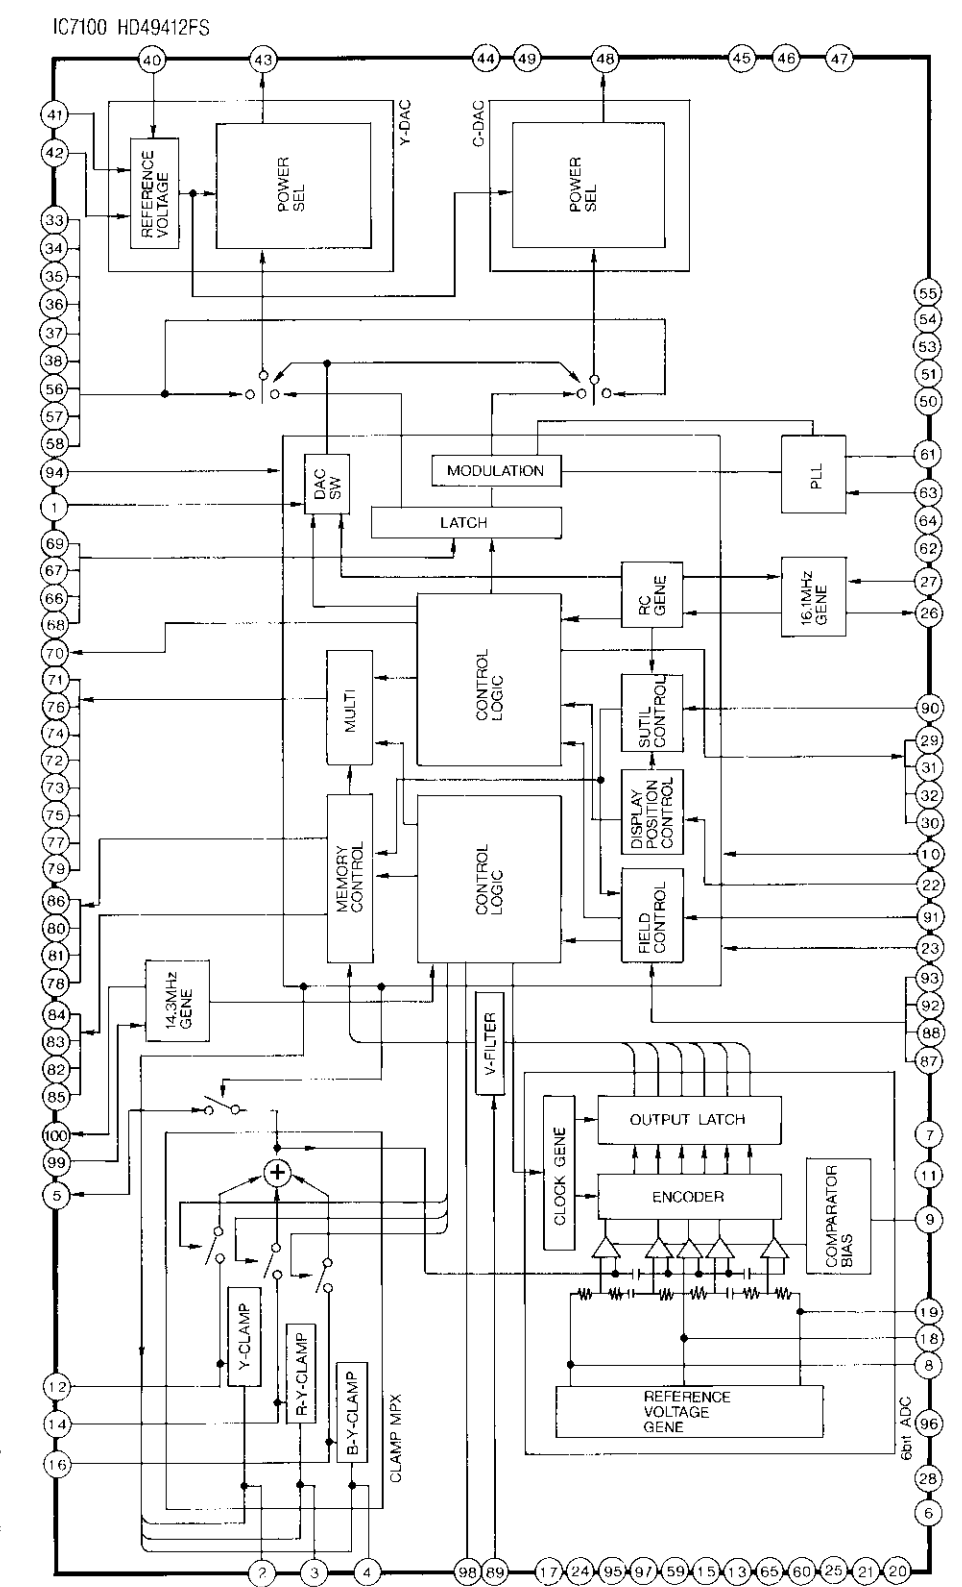 IC7100 HD49412FS
40
43
44
49
48
45
46
47
41
42
33
34
35
36
37
38
56
57
58
94
1
69
67
66
68
70
71
76
74
72
73
75
77
79
86
80
81
78
84
83
82
85
100
99
5
12
14
16
REFERENCE
VOLTAGE
POWER
SEL
Y-DAC
C-DAC
POWER
SEL
DAC
SW
MODULATION
LATCH
PLL
RC
GENE
16.1MHz
GENE
MULTI
CONTROL
LOGIC
SUTIL
CONTROL
DISPLAY
POSITION
CONTROL
MEMORY
CONTROL
CONTROL
LOGIC
FIELD
CONTROL
14.3MHz
GENE
V-FILTER
CLOCK GENE
OUTPUT LATCH
ENCODER
COMPARATOR
BIAS
+
Y-CLAMP
R-Y-CLAMP
B-Y-CLAMP
CLAMP MPX
REFERENCE
VOLTAGE
GENE
6bit ADC
55
54
53
51
50
61
63
64
62
27
26
90
29
31
32
30
10
22
91
23
93
92
88
87
7
11
9
19
18
8
96
28
6
2
3
4
98
89
17
24
95
97
59
15
13
65
60
25
21
20